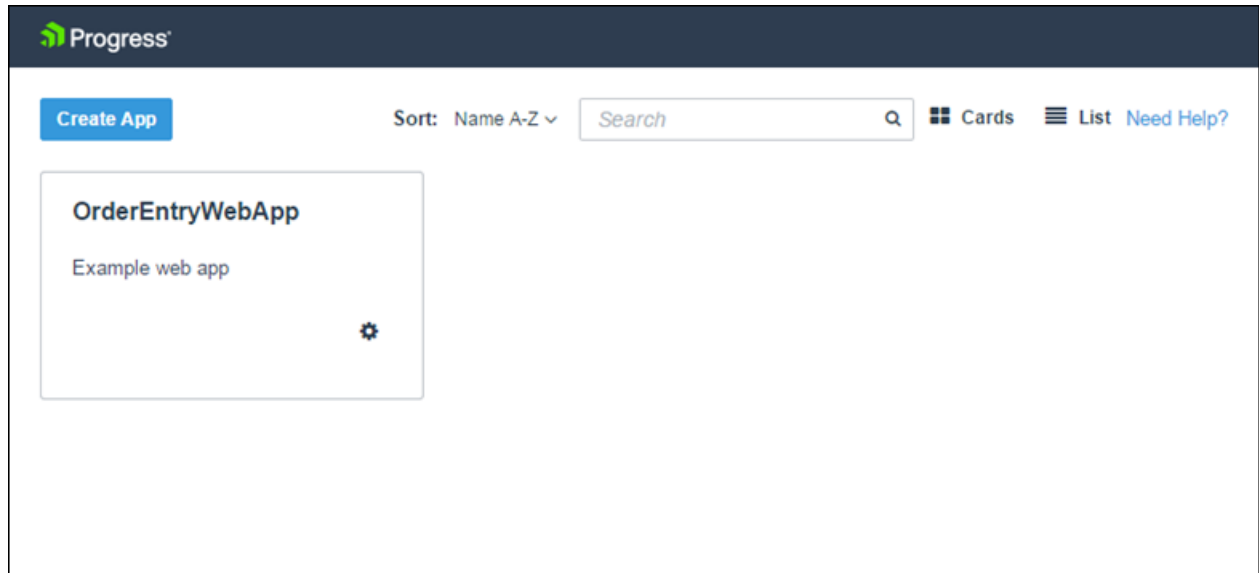 Progress®
Create App Sort: Name A-Z Search Cards List Need Help?
OrderEntryWebApp
Example web app